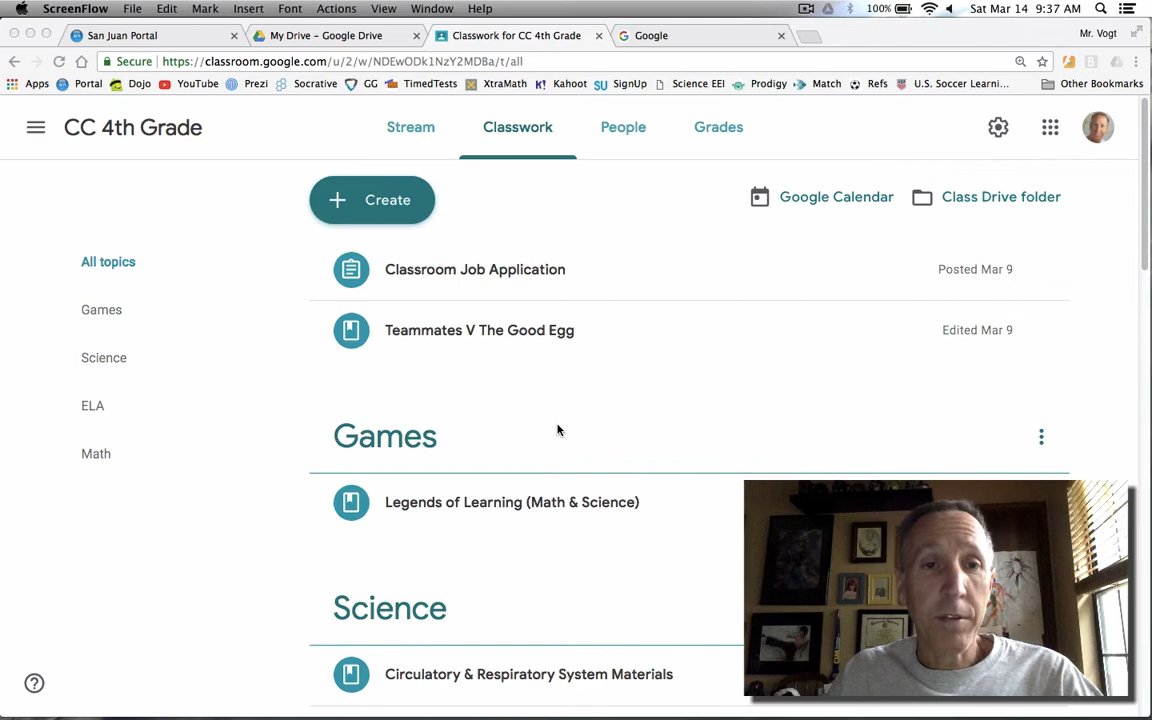 ScreenFlow File Edit Mark Insert Font Actions View Window Help 100% Sat Mar 14 9:37 AM
San Juan Portal × My Drive - Google Drive × Classwork for CC 4th Grade × Google × Mr. Vogt
Secure https://classroom.google.com/u/2/w/NDEwODk1NzY2MDBa/t/all
Apps Portal Dojo YouTube Prezi Socrative GG TimedTests XtraMath Kahoot SU SignUp Science EEI Prodigy Match Refs U.S. Soccer Learni... Other Bookmarks
CC 4th Grade Stream Classwork People Grades
+ Create Google Calendar Class Drive folder
All topics
Games
Science
ELA
Math
Classroom Job Application Posted Mar 9
Teammates V The Good Egg Edited Mar 9
Games
Legends of Learning (Math & Science)
Science
Circulatory & Respiratory System Materials